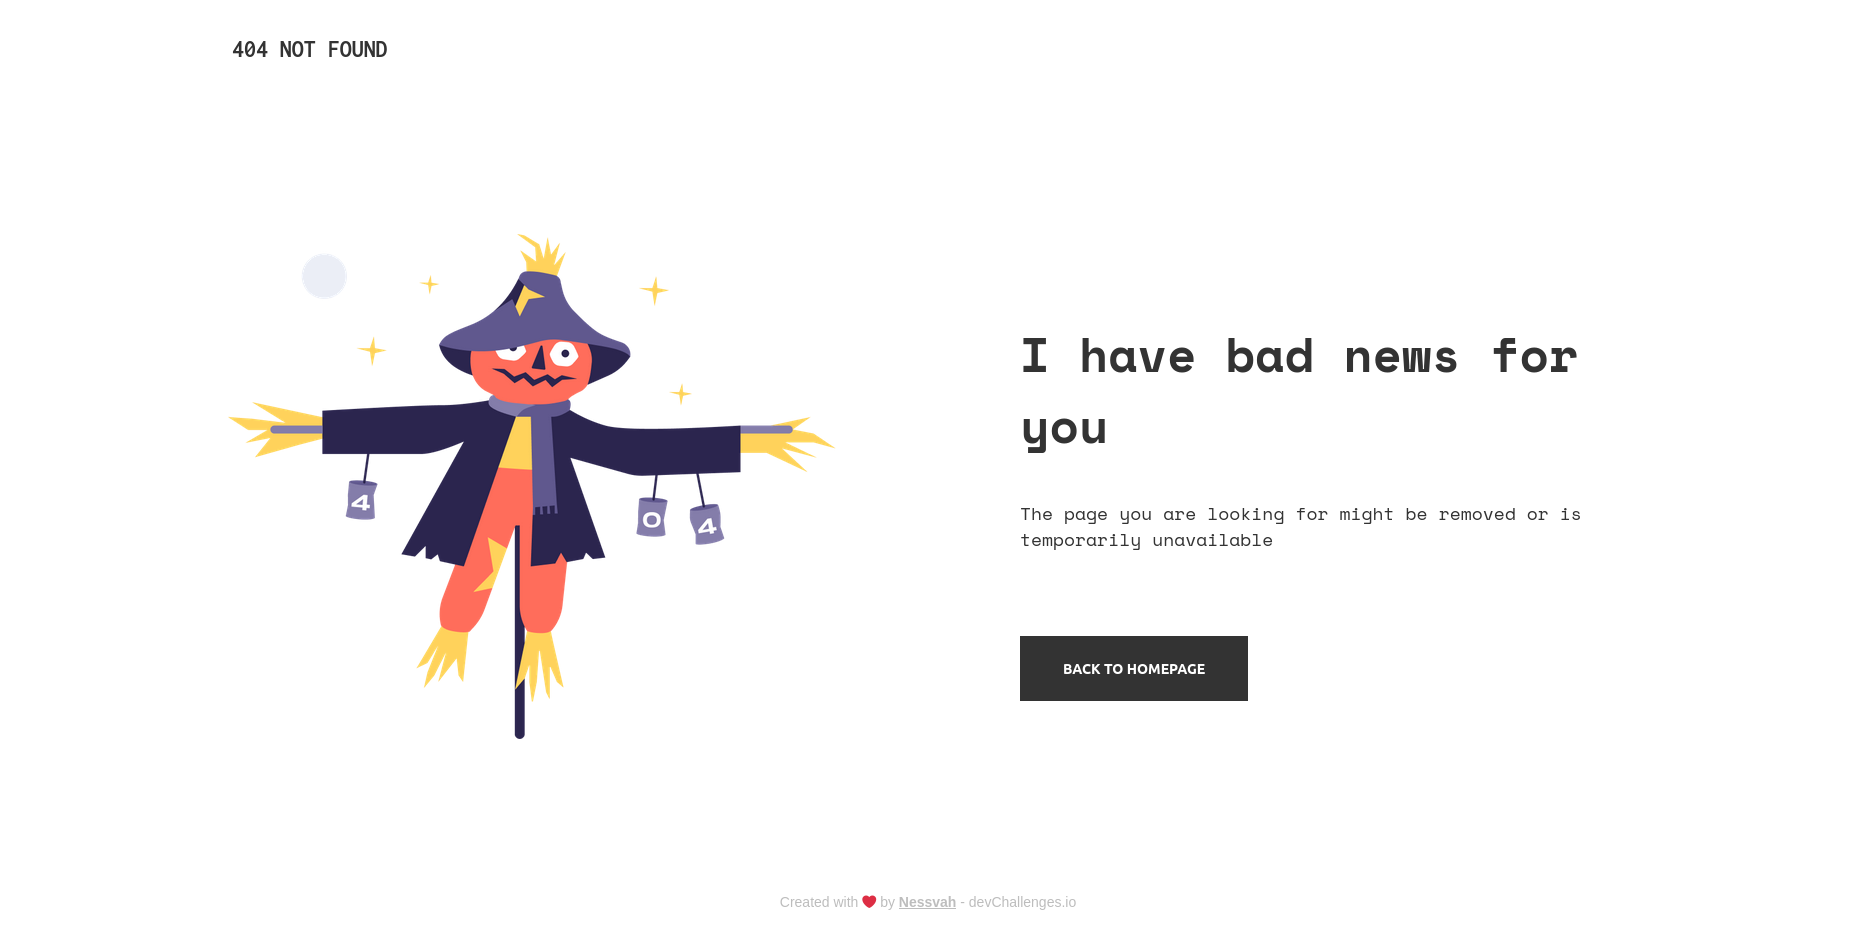 404 NOT FOUND
4
0
4
I have bad news for
you
The page you are looking for might be removed or is
temporarily unavailable
BACK TO HOMEPAGE
Created with ❤ by Nessvah - devChallenges.io